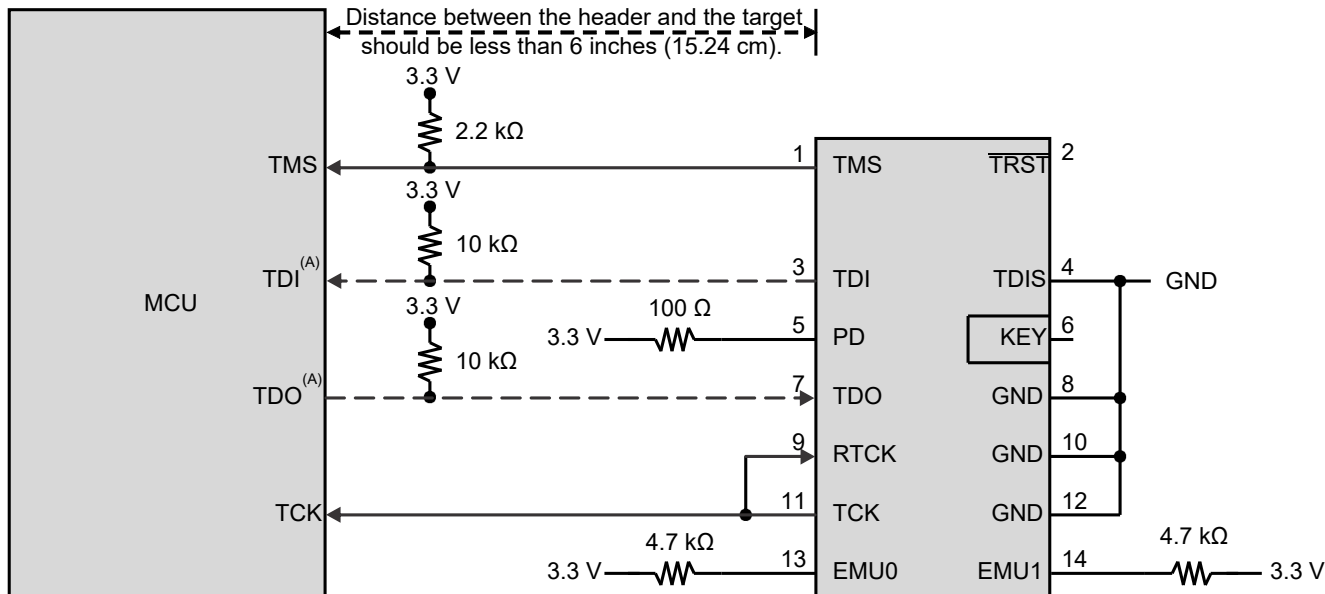 Distance between the header and the target
should be less than 6 inches (15.24 cm).
3.3 V
2.2 kΩ
TMS
1
TMS
TRST
2
3.3 V
10 kΩ
TDI(A)
3
TDI
TDIS
4
GND
MCU
3.3 V
100 Ω
3.3 V
5
PD
KEY
6
10 kΩ
TDO(A)
7
TDO
GND
8
9
RTCK
GND
10
TCK
11
TCK
GND
12
4.7 kΩ
3.3 V
13
EMU0
EMU1
14
4.7 kΩ
3.3 V